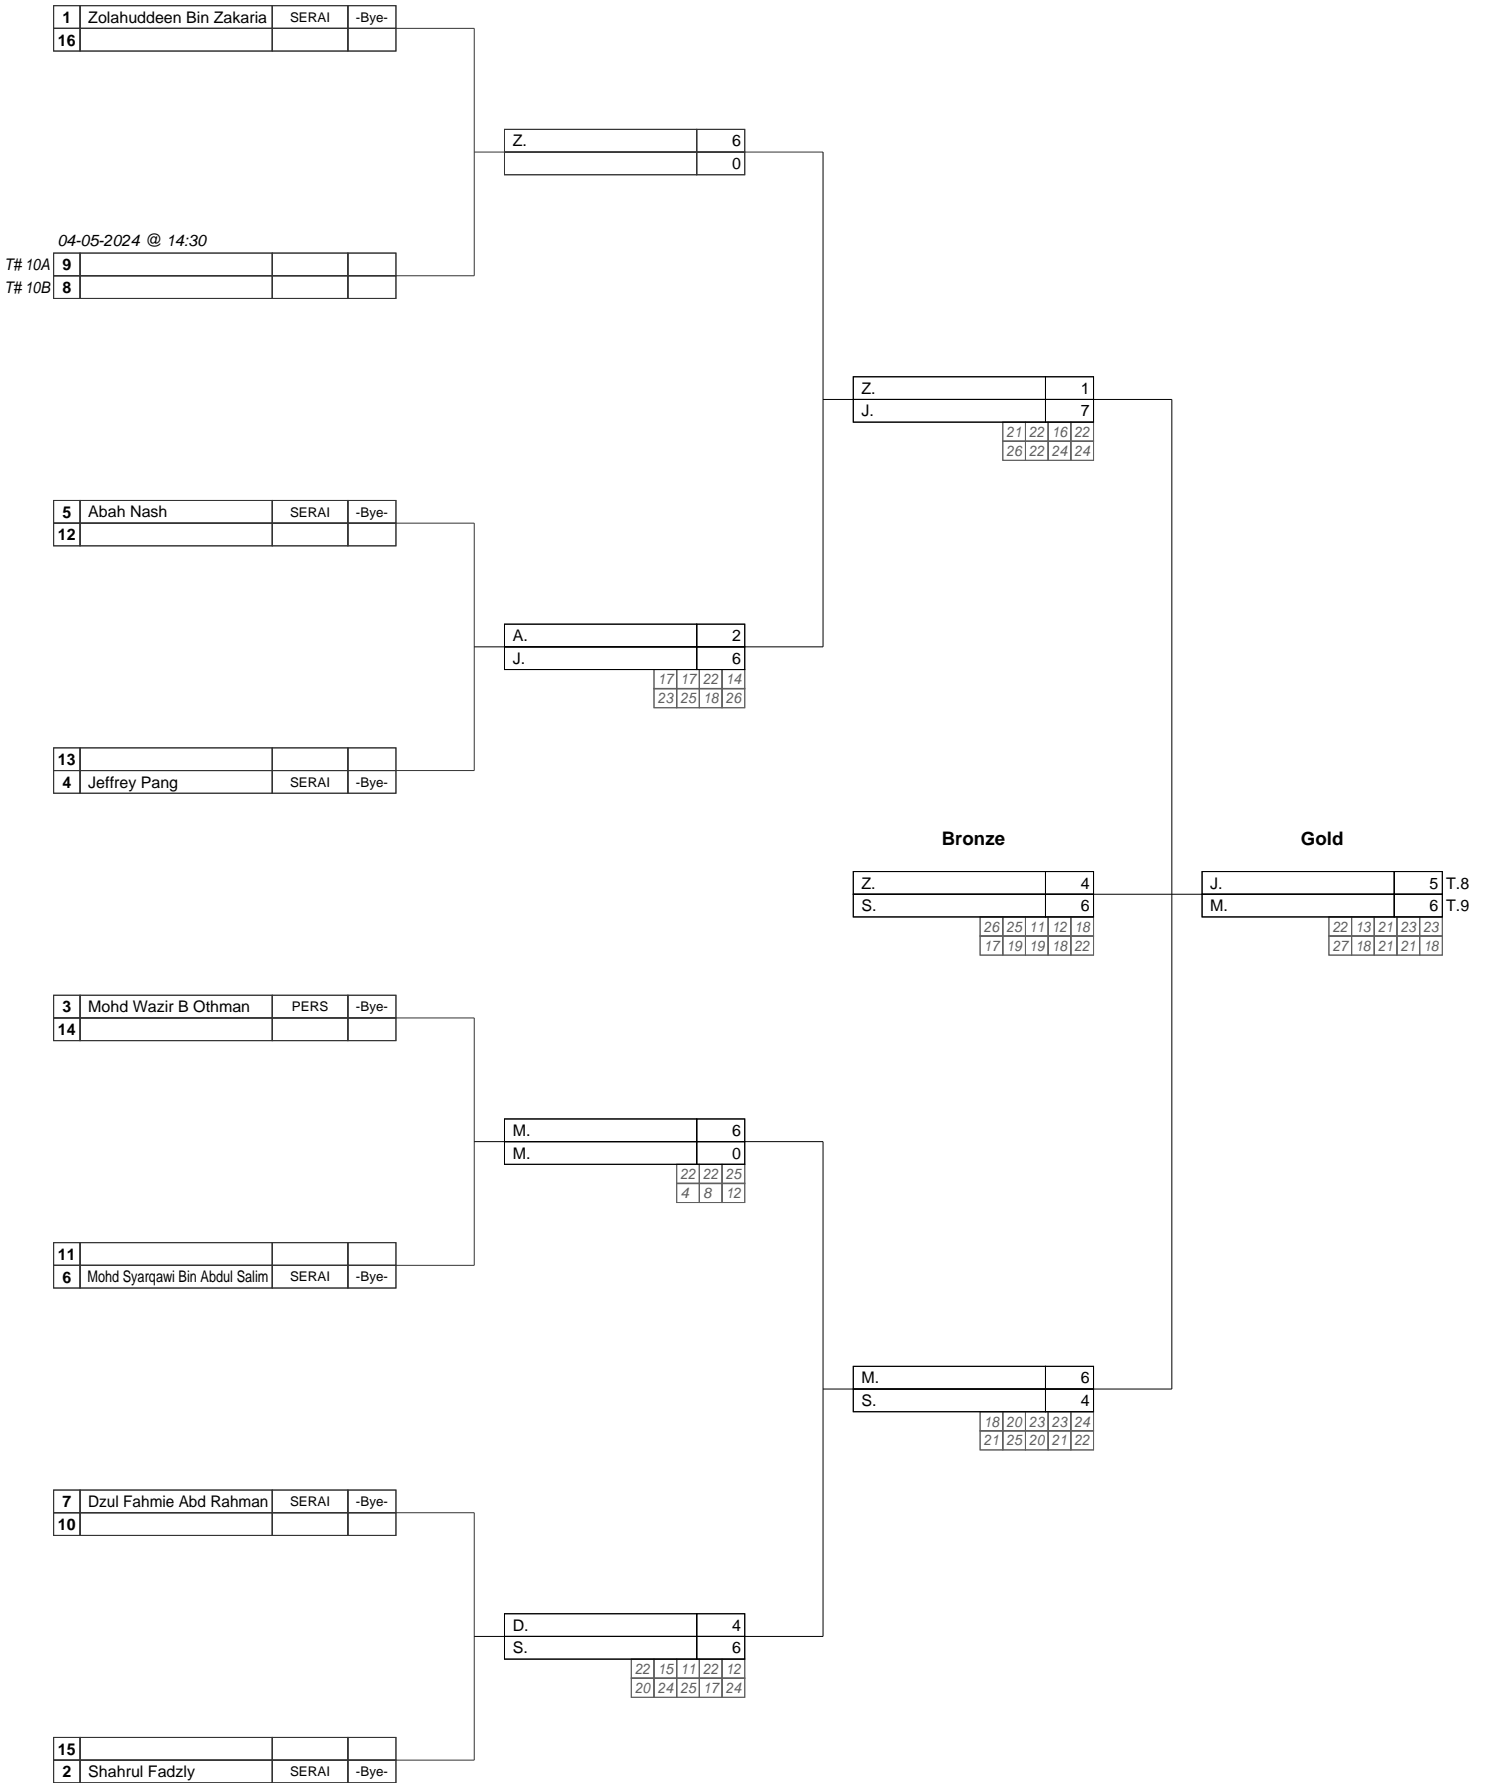 1 Zolahuddeen Bin Zakaria SERAI -Bye-
16
Z. 6
0
04-05-2024 @ 14:30
T# 10A 9
T# 10B 8
Z. 1
J. 7
21 22 16 22
26 22 24 24
5 Abah Nash SERAI -Bye-
12
A. 2
J. 6
17 17 22 14
23 25 18 26
13
4 Jeffrey Pang SERAI -Bye-
Bronze Gold
Z. 4 J. 5 T.8
S. 6 M. 6 T.9
26 25 11 12 18 22 13 21 23 23
17 19 19 18 22 27 18 21 21 18
3 Mohd Wazir B Othman PERS -Bye-
14
M. 6
M. 0
22 22 25
4 8 12
11
6 Mohd Syarqawi Bin Abdul Salim SERAI -Bye-
M. 6
S. 4
18 20 23 23 24
21 25 20 21 22
7 Dzul Fahmie Abd Rahman SERAI -Bye-
10
D. 4
S. 6
22 15 11 22 12
20 24 25 17 24
15
2 Shahrul Fadzly SERAI -Bye-